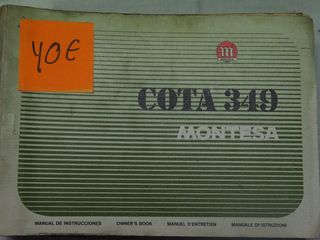 40€
m
COTA 349
MONTESA
MANUAL DE INSTRUCCIONES OWNER'S BOOK MANUEL D'ENTRETIEN MANUALE DI ISTRUZIONI